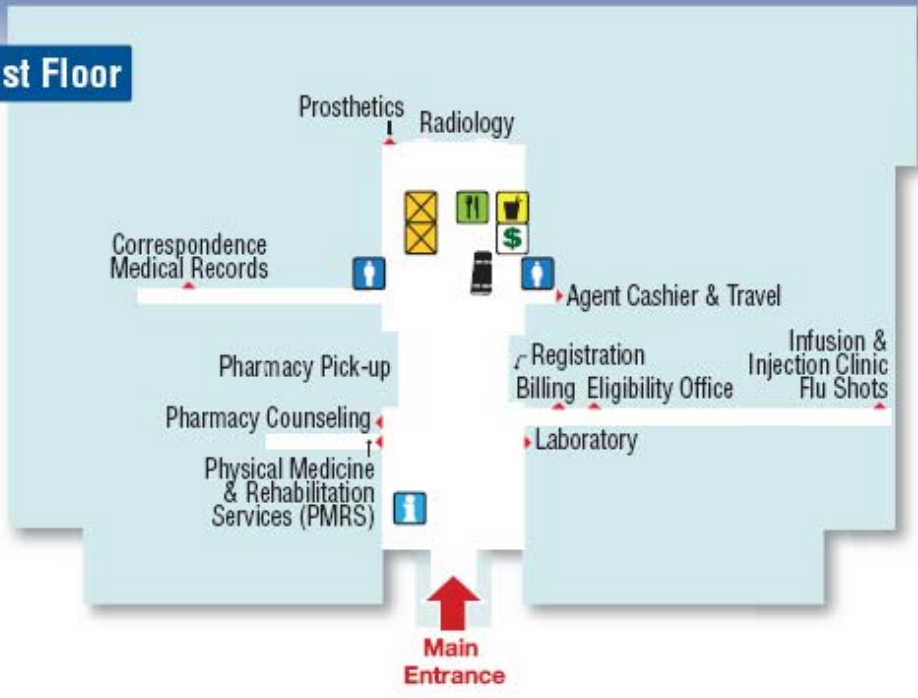 st Floor
Prosthetics
Radiology
$
Correspondence
Medical Records
Agent Cashier & Travel
Pharmacy Pick-up
Registration
Infusion &
Injection Clinic
Flu Shots
Billing Eligibility Office
Pharmacy Counseling
Laboratory
Physical Medicine
& Rehabilitation
Services (PMRS)
i
Main
Entrance